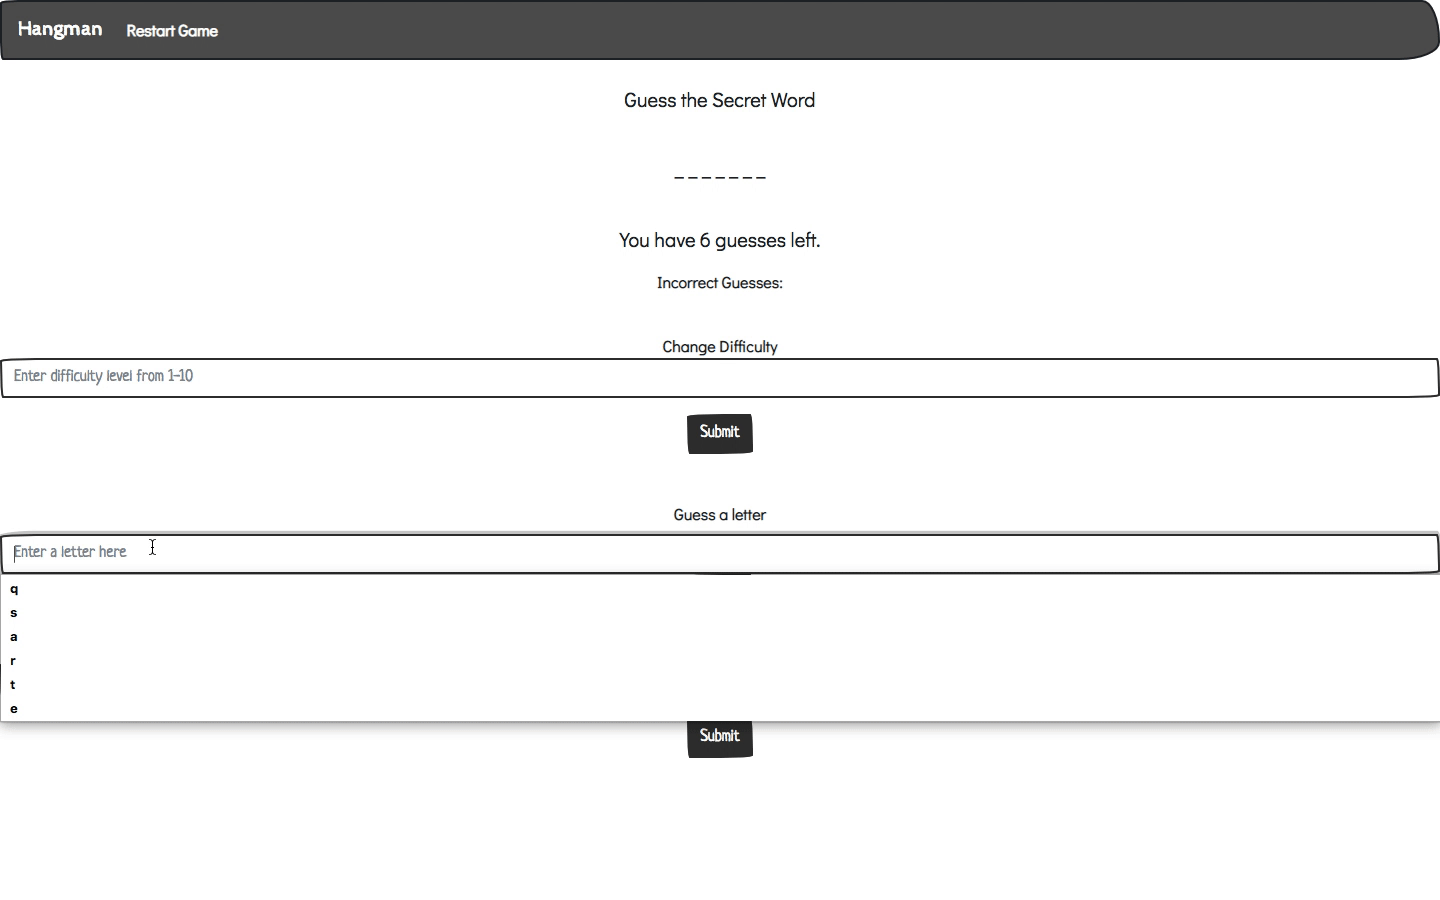 Hangman Restart Game
Guess the Secret Word
_ _ _ _ _ _ _
You have 6 guesses left.
Incorrect Guesses:
Change Difficulty
Enter difficulty level from 1-10
Submit
Guess a letter
Enter a letter here
q
s
a
r
t
e
Submit